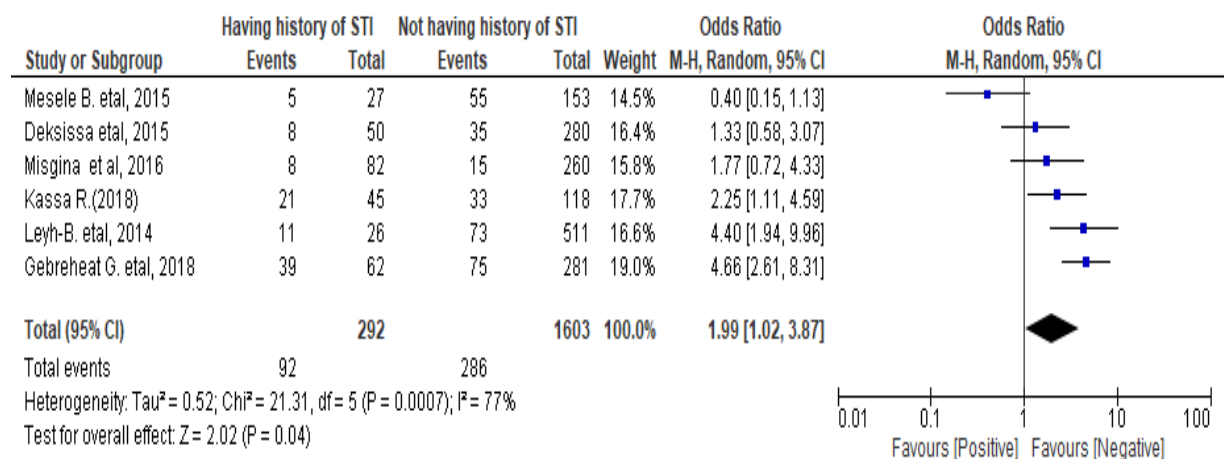 Having history of STI Not having history of STI Odds Ratio Odds Ratio
Study or Subgroup Events Total Events Total Weight M-H, Random, 95% CI M-H, Random, 95% CI
Mesele B. etal, 2015 5 27 55 153 14.5% 0.40 [0.15, 1.13]
Deksissa etal, 2015 8 50 35 280 16.4% 1.33 [0.58, 3.07]
Misgina et al, 2016 8 82 15 260 15.8% 1.77 [0.72, 4.33]
Kassa R.(2018) 21 45 33 118 17.7% 2.25 [1.11, 4.59]
Leyh-B. etal, 2014 11 26 73 511 16.6% 4.40 [1.94, 9.96]
Gebreheat G. etal, 2018 39 62 75 281 19.0% 4.66 [2.61, 8.31]
Total (95% CI) 292 1603 100.0% 1.99 [1.02, 3.87]
Total events 92 286
Heterogeneity: Tau² = 0.52; Chi² = 21.31, df = 5 (P = 0.0007); I² = 77%
Test for overall effect: Z = 2.02 (P = 0.04)
0.01 0.1 1 10 100
Favours [Positive] Favours [Negative]